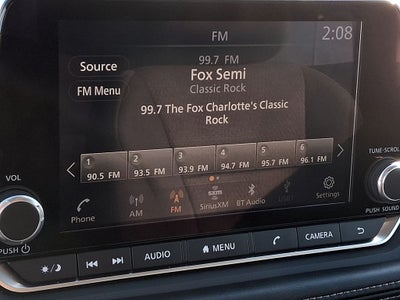 FM
2:08
Source
FM Menu
99.7 FM
Fox Semi
Classic Rock
99.7 The Fox Charlotte's Classic
Rock
1 2 3 4 5 6
90.5 FM 93.5 FM 93.9 FM 94.7 FM 95.7 FM 96.1 FM
Phone
AM
FM
SXM
SiriusXM
BT Audio
USB
Settings
VOL
PUSH
TUNE-SCROLL
PUSH SOUND
AUDIO
MENU
CAMERA